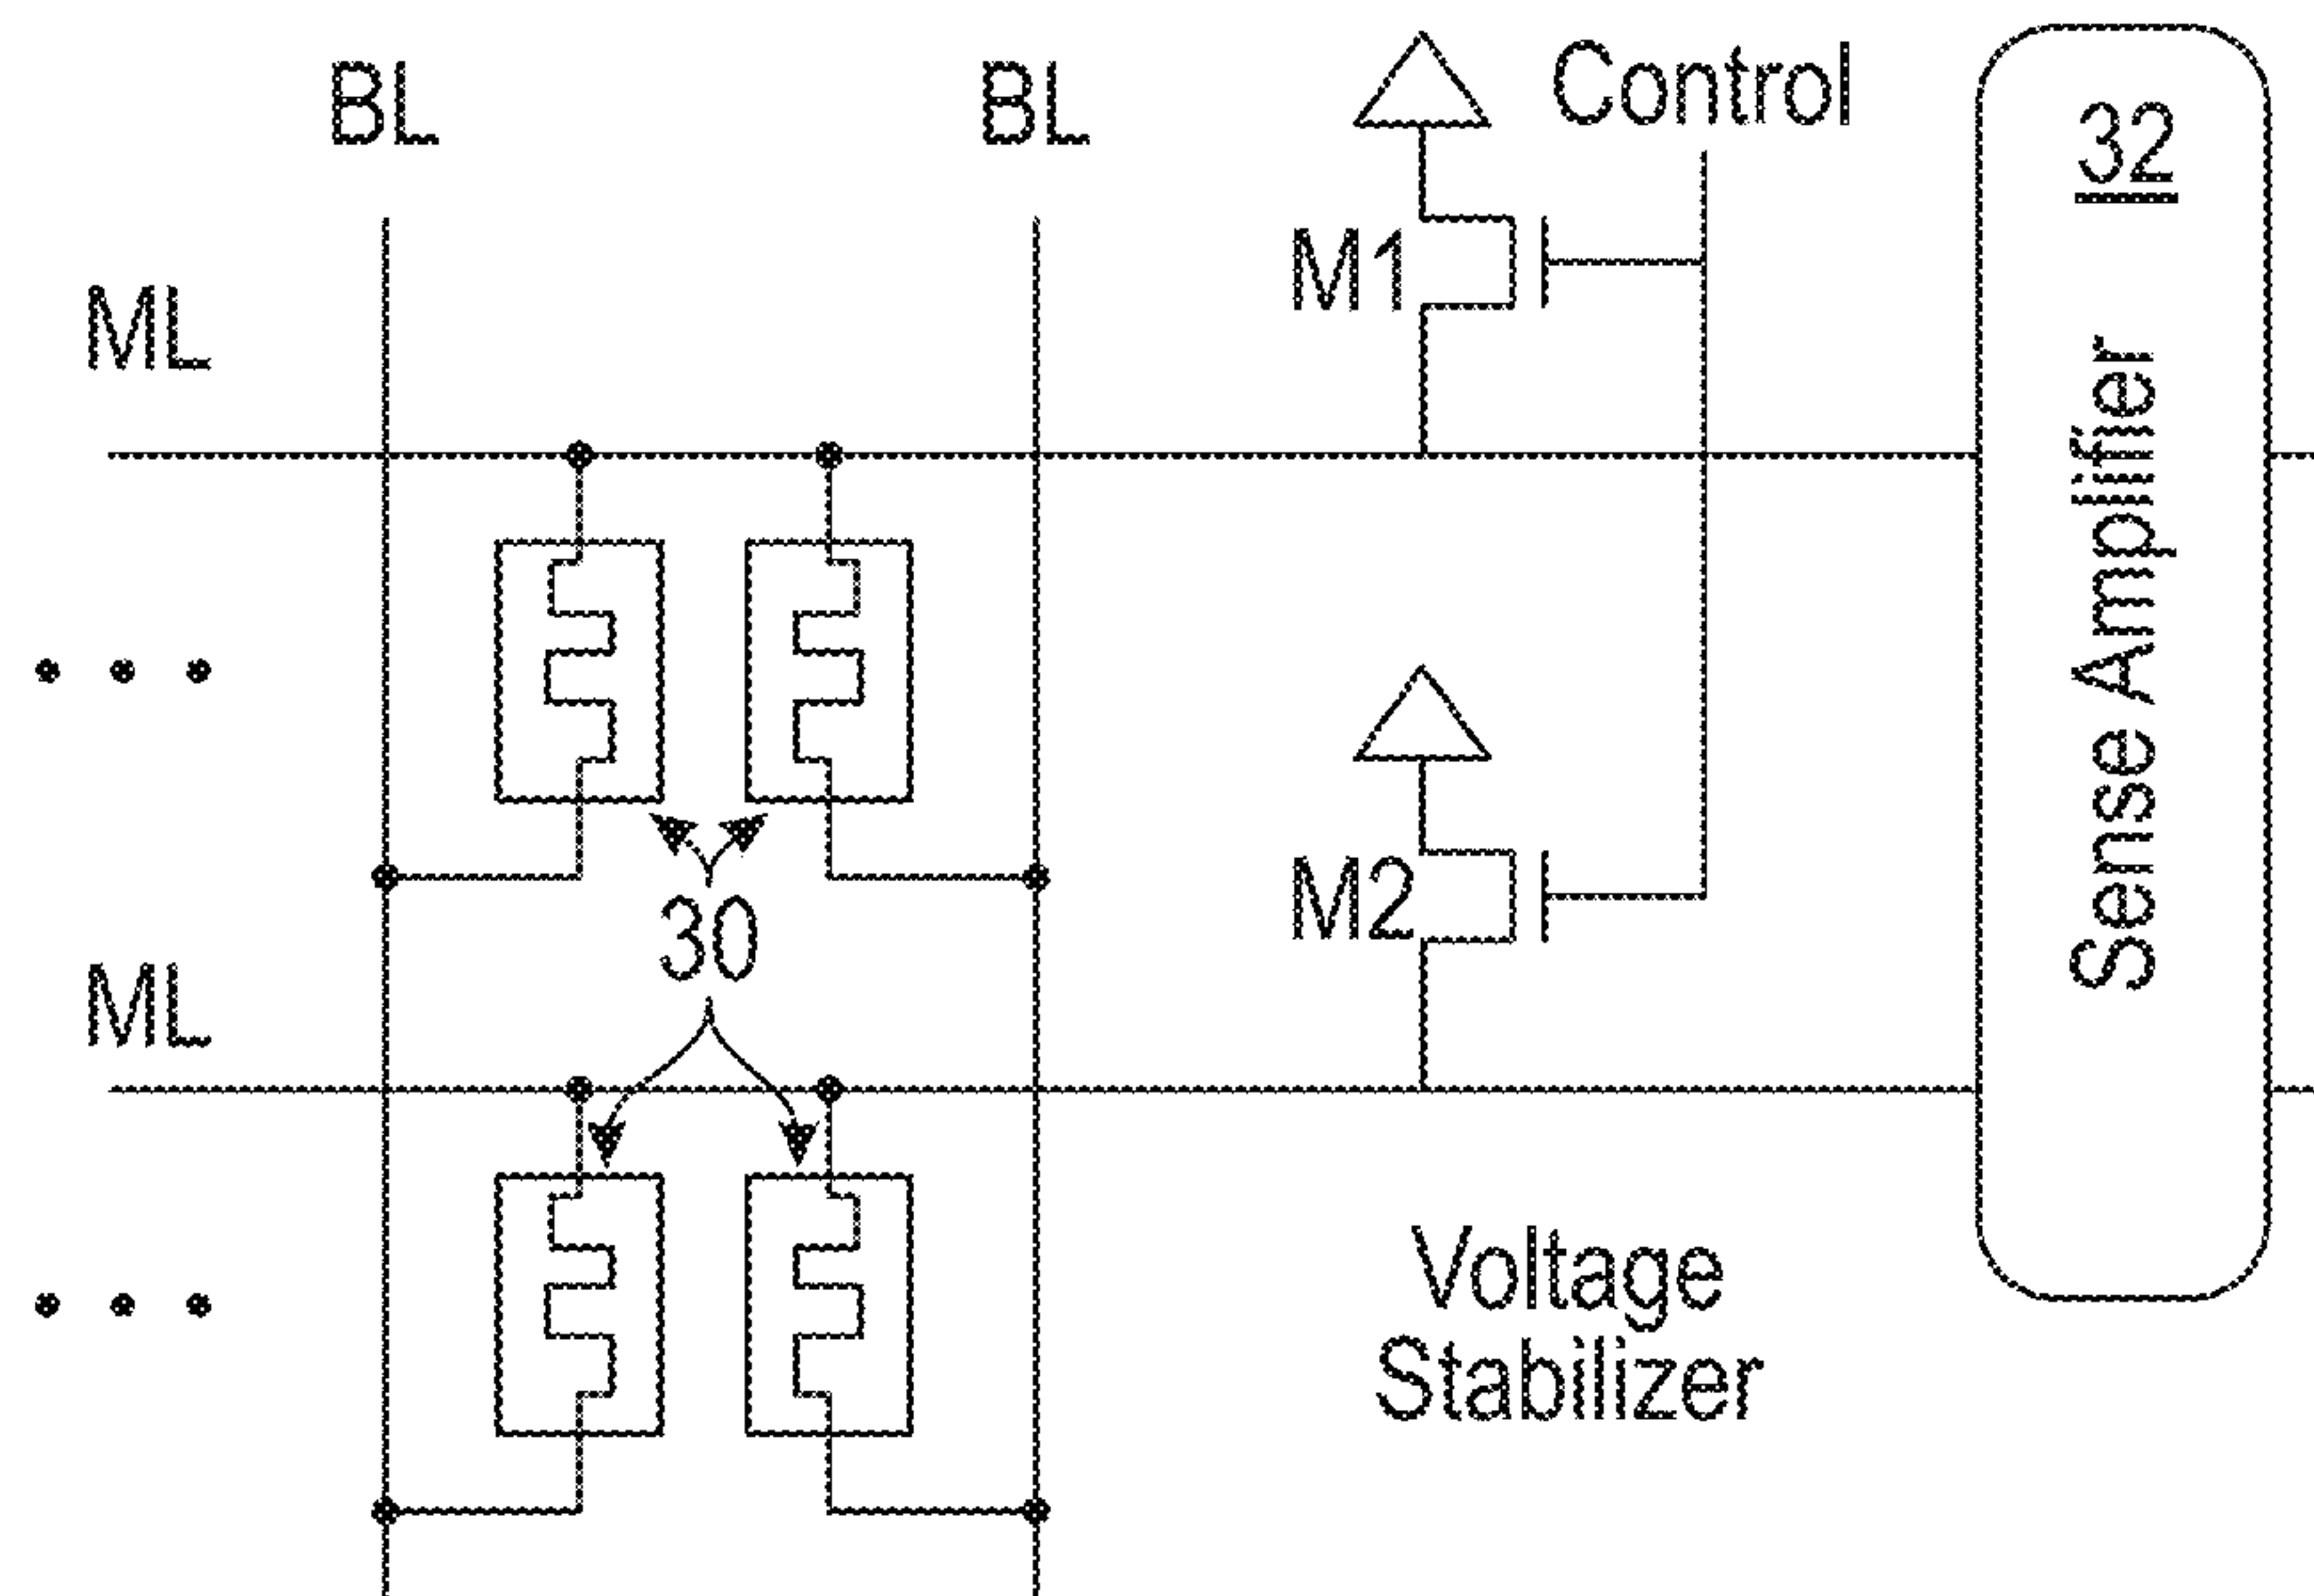 BL
BL
Control
32
M1
ML
Sense Amplifier
M2
30
ML
Voltage
Stabilizer